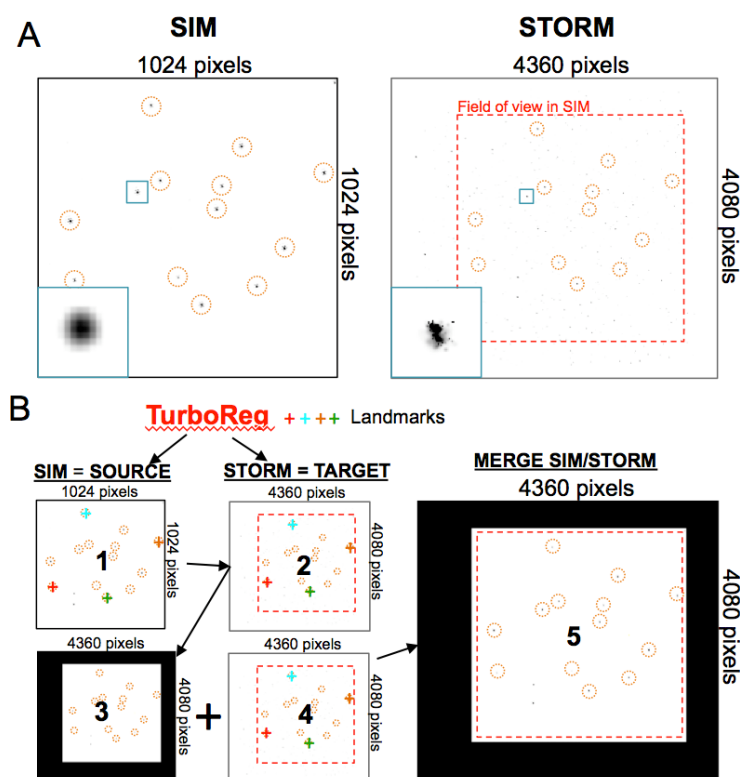 A
SIM
STORM
1024 pixels
4360 pixels
Field of view in SIM
1024 pixels
4080 pixels
B
TurboReg
+ + + + Landmarks
SIM = SOURCE
STORM = TARGET
MERGE SIM/STORM
1024 pixels
4360 pixels
4360 pixels
1
1024 pixels
2
4080 pixels
4360 pixels
4360 pixels
3
4080 pixels
+
4
4080 pixels
5
4080 pixels